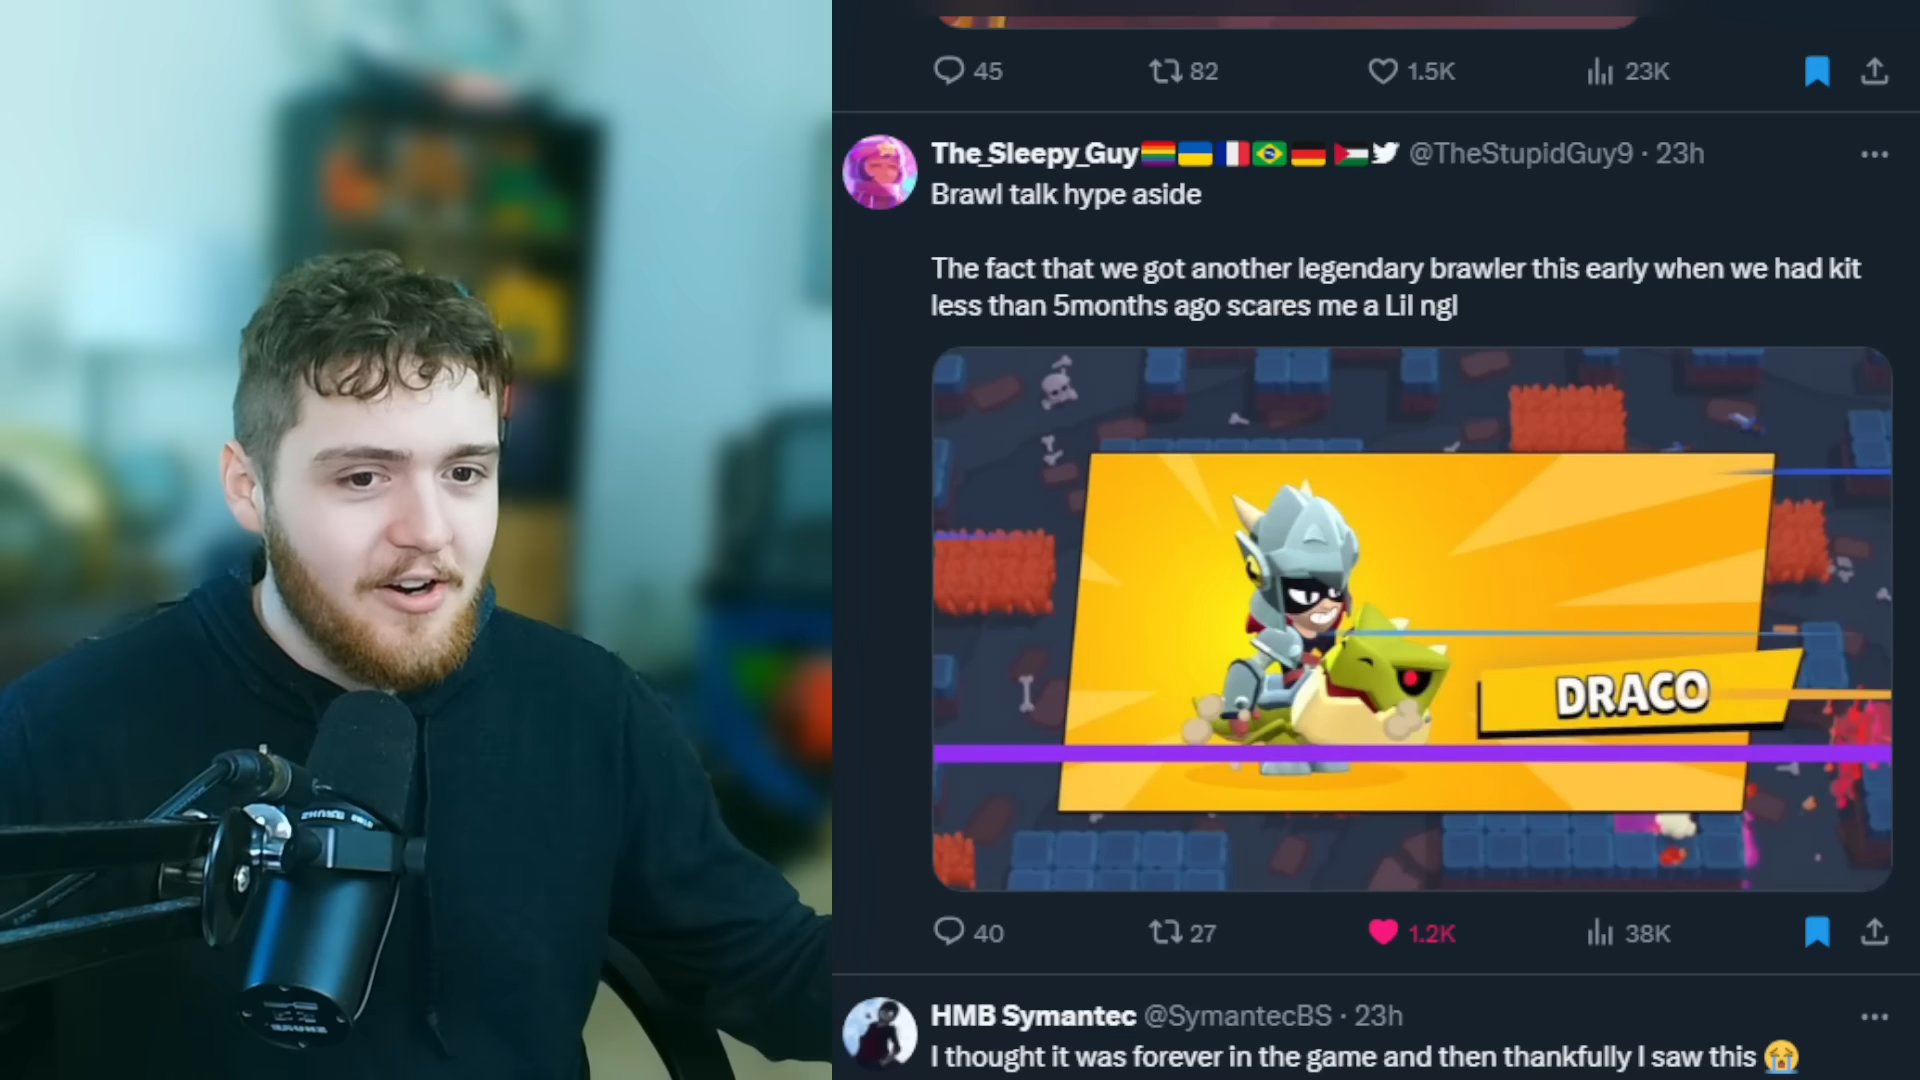 45 82 1.5K 23K
The_Sleepy_Guy🏳️‍🌈🇺🇦🇫🇷🇧🇷🇩🇪🇵🇸 @TheStupidGuy9 · 23h
Brawl talk hype aside
The fact that we got another legendary brawler this early when we had kit
less than 5months ago scares me a Lil ngl
DRACO
40 27 1.2K 38K
HMB Symantec @SymantecBS · 23h
I thought it was forever in the game and then thankfully I saw this 😭